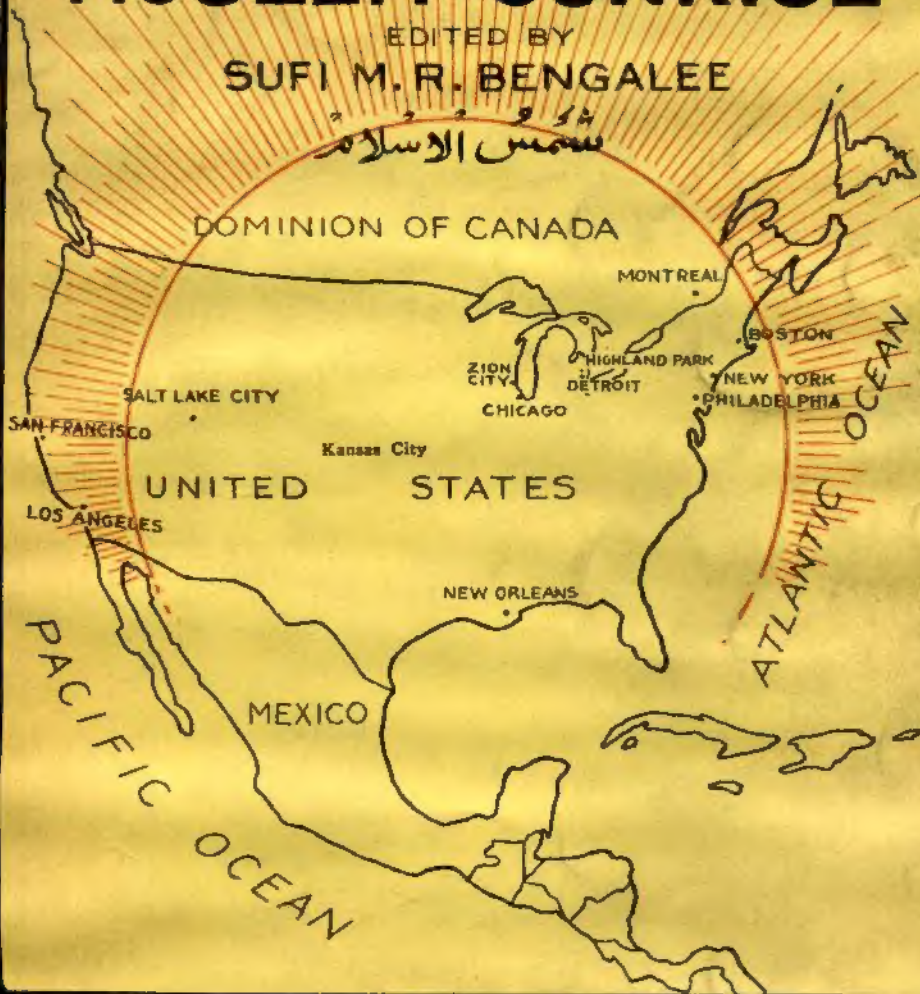 EDITED BY
SUFI M. R. BENGALEE
شمس الاسلام
DOMINION OF CANADA
MONTREAL
BOSTON
HIGHLAND PARK
ZION
CITY
DETROIT
NEW YORK
CHICAGO
PHILADELPHIA
SALT LAKE CITY
SAN FRANCISCO
Kansas City
UNITED STATES
LOS ANGELES
NEW ORLEANS
ATLANTIC OCEAN
MEXICO
PACIFIC OCEAN